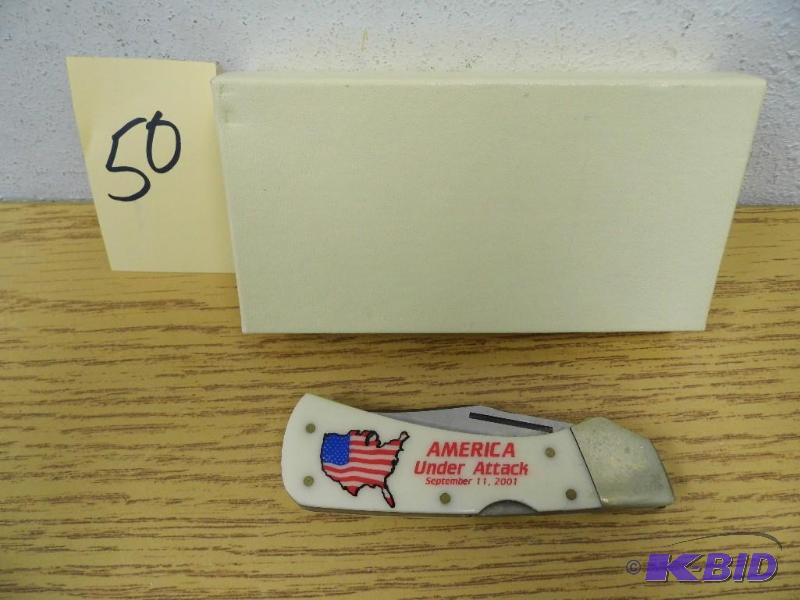 50
AMERICA
Under Attack
September 11, 2001
© K-BID